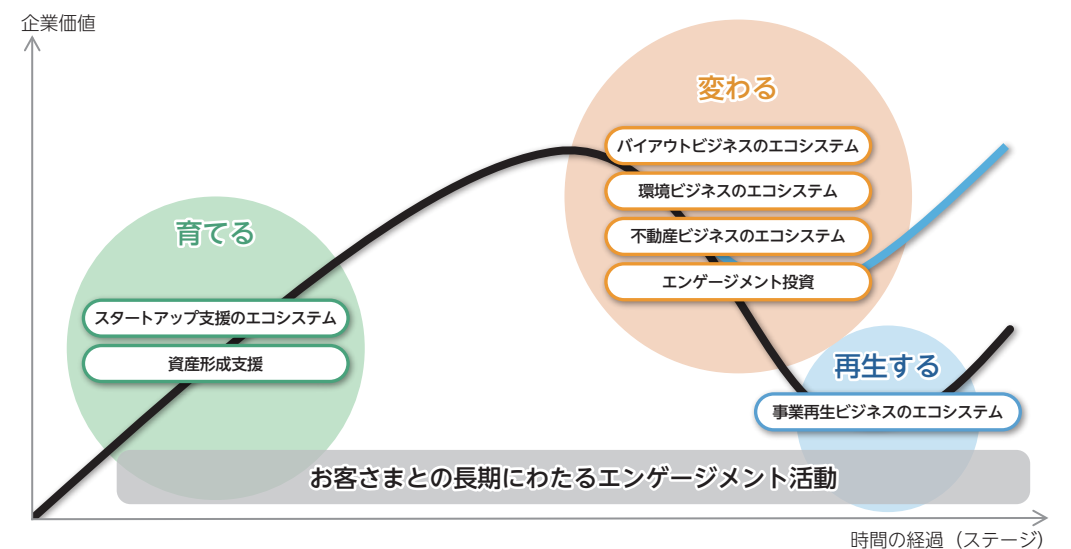 企業価値
育てる
スタートアップ支援のエコシステム
資産形成支援
変わる
バイアウトビジネスのエコシステム
環境ビジネスのエコシステム
不動産ビジネスのエコシステム
エンゲージメント投資
再生する
事業再生ビジネスのエコシステム
お客さまとの長期にわたるエンゲージメント活動
時間の経過（ステージ）